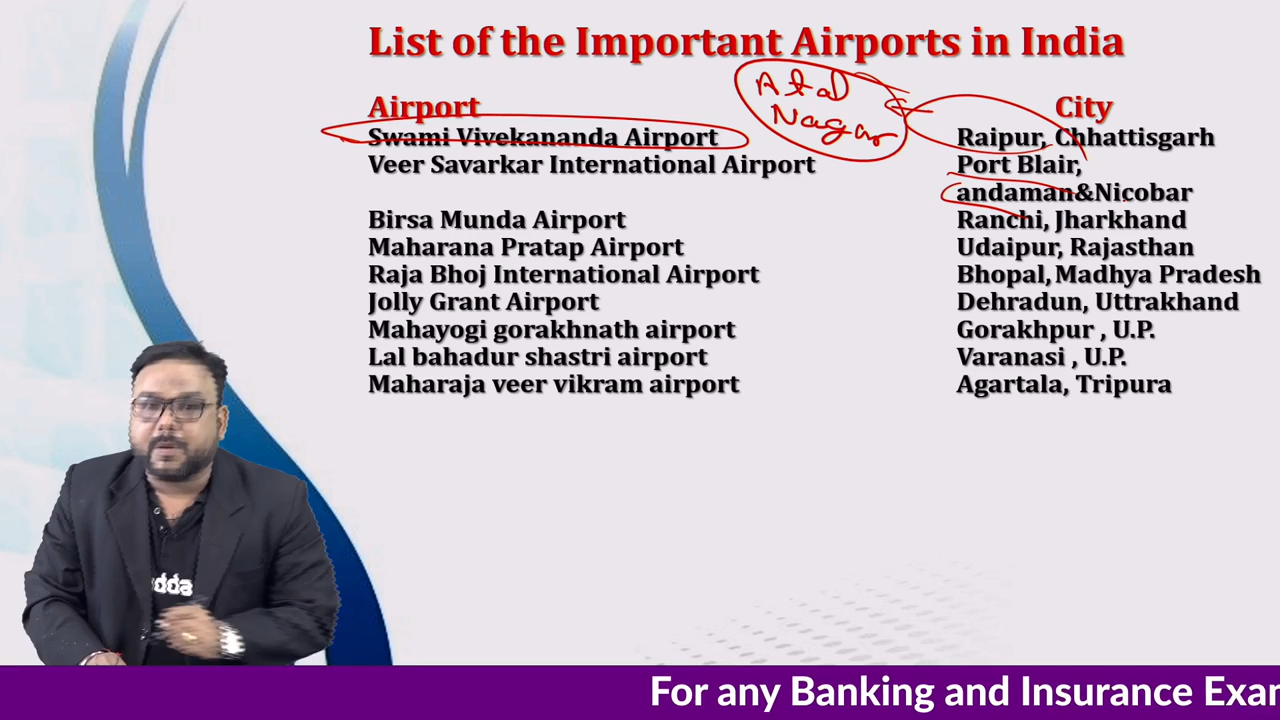 List of the Important Airports in India
Atal
Nagar
Airport City
Swami Vivekananda Airport Raipur, Chhattisgarh
Veer Savarkar International Airport Port Blair,
andaman&Nicobar
Birsa Munda Airport Ranchi, Jharkhand
Maharana Pratap Airport Udaipur, Rajasthan
Raja Bhoj International Airport Bhopal, Madhya Pradesh
Jolly Grant Airport Dehradun, Uttrakhand
Mahayogi gorakhnath airport Gorakhpur , U.P.
Lal bahadur shastri airport Varanasi , U.P.
Maharaja veer vikram airport Agartala, Tripura
dda
For any Banking and Insurance Exa